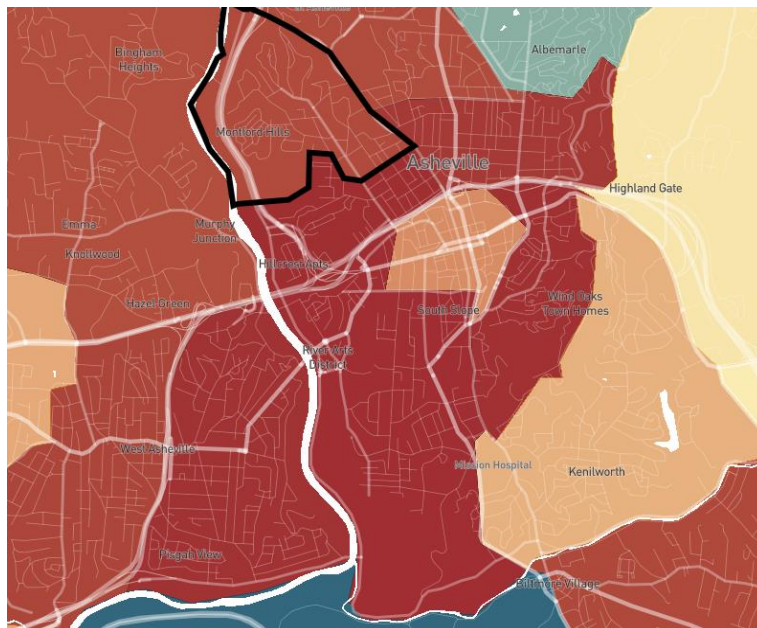 Bingham
Heights
Albemarle
Montford Hills
Asheville
Highland Gate
Emma
Murphy
Junction
Knollwood
Hillcrest Apts
Hazel Green
South Slope
Wind Oaks
Town Homes
River Arts
District
West Asheville
Mission Hospital
Kenilworth
Pisgah View
Biltmore Village